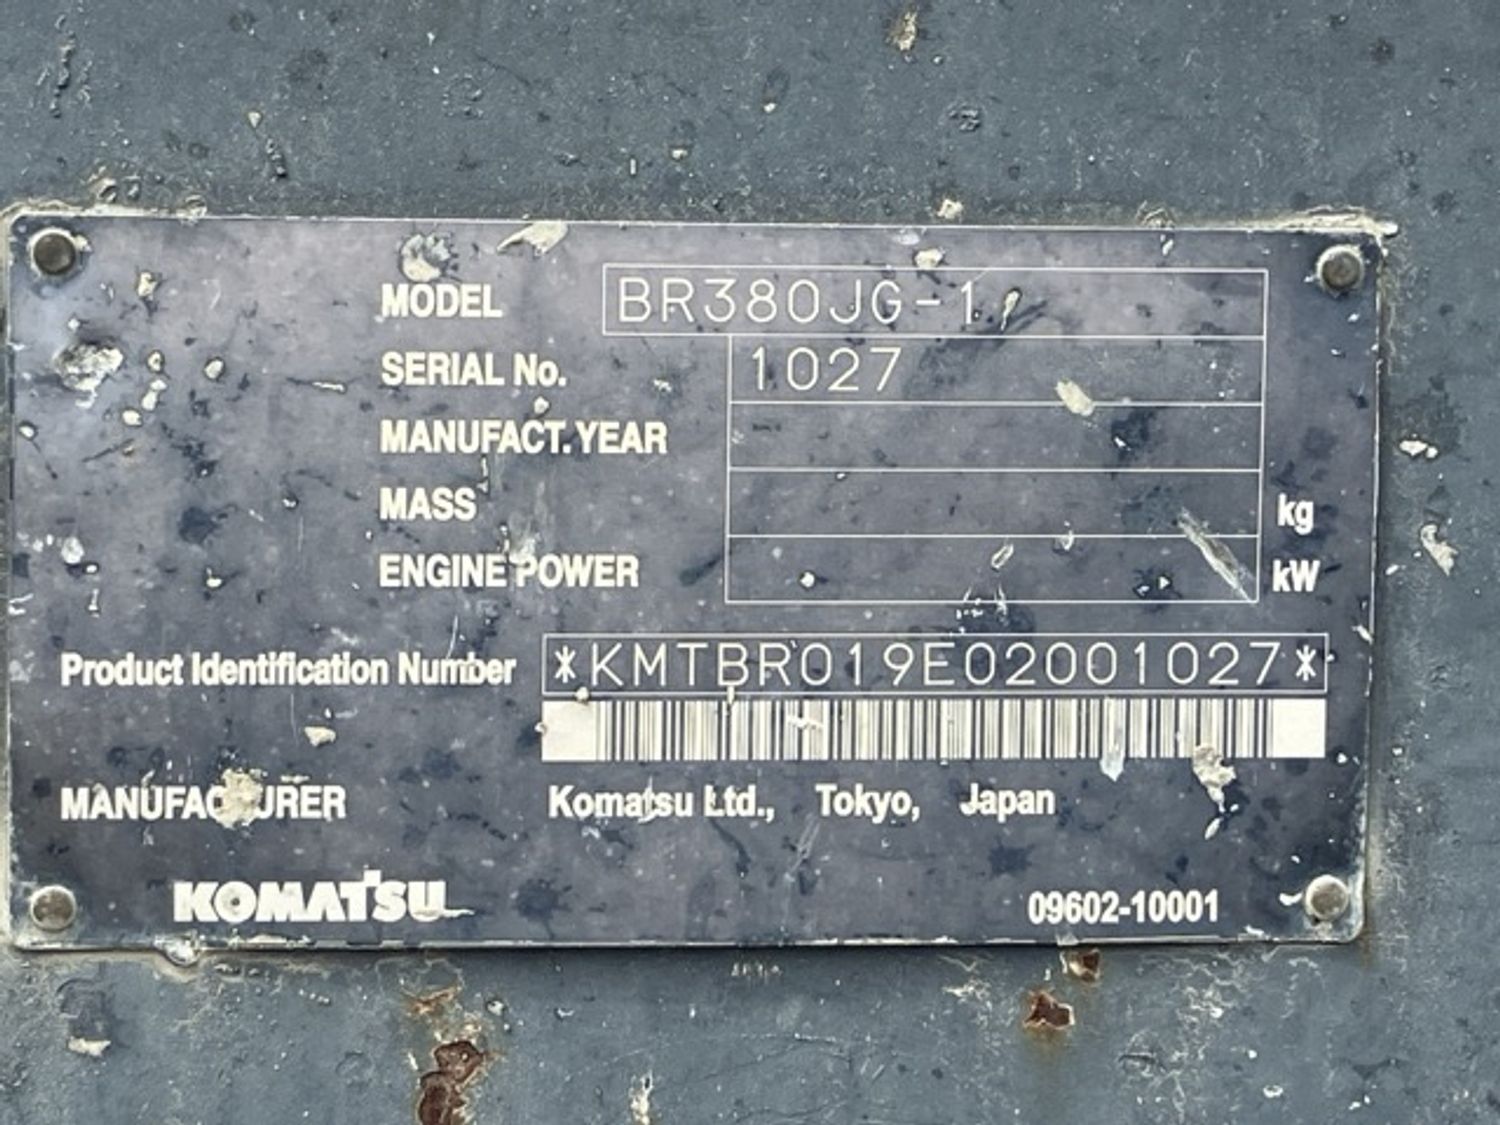 MODEL BR380JG-1
SERIAL No. 1027
MANUFACT. YEAR
MASS kg
ENGINE POWER kW
Product Identification Number *KMTBR019E02001027*
MANUFACTURER Komatsu Ltd., Tokyo, Japan
KOMATSU 09602-10001